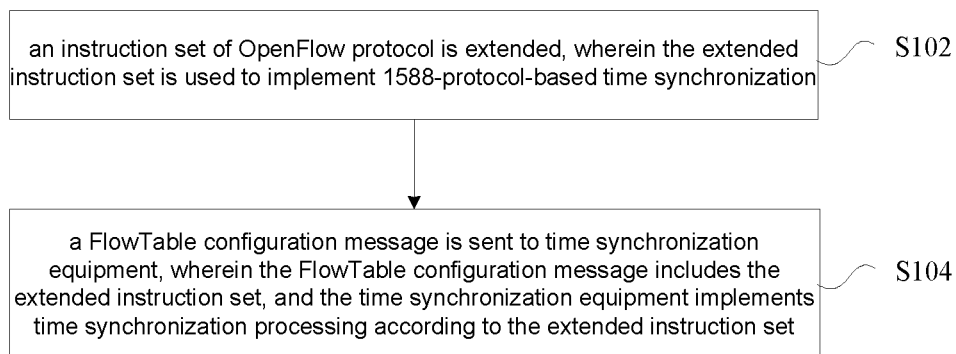 an instruction set of OpenFlow protocol is extended, wherein the extended
instruction set is used to implement 1588-protocol-based time synchronization
S102
a FlowTable configuration message is sent to time synchronization
equipment, wherein the FlowTable configuration message includes the
extended instruction set, and the time synchronization equipment implements
time synchronization processing according to the extended instruction set
S104